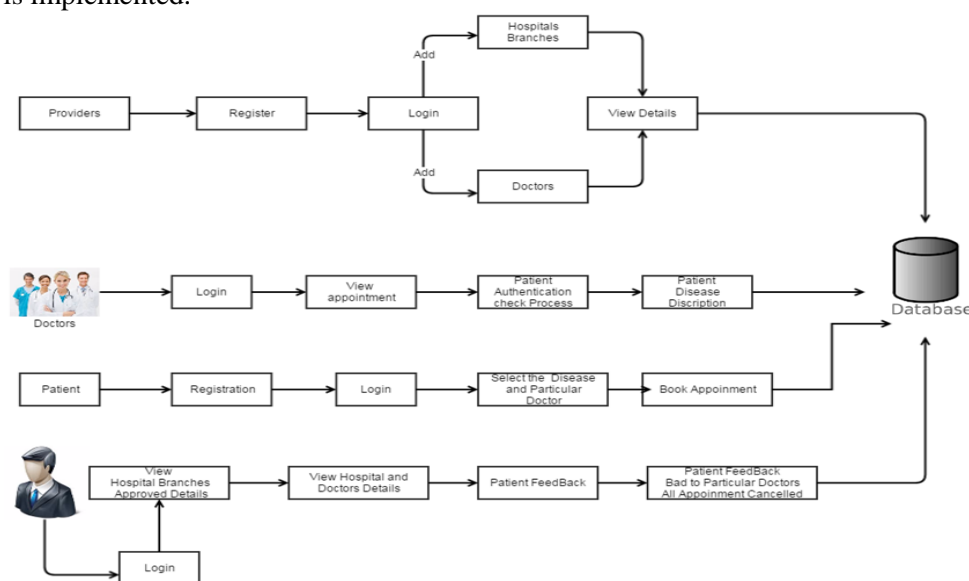 is implemented.
Hospitals
Branches
Add
Providers
Register
Login
View Details
Add
Doctors
Login
View
appointment
Patient
Authentication
check Process
Patient
Disease
Discription
Database
Doctors
Patient
Registration
Login
Select the Disease
and Particular
Doctor
Book Appoinment
View
Hospital Branches
Approved Details
View Hospital and
Doctors Details
Patient FeedBack
Patient FeedBack
Bad to Particular Doctors
All Appoinment Cancelled
Login